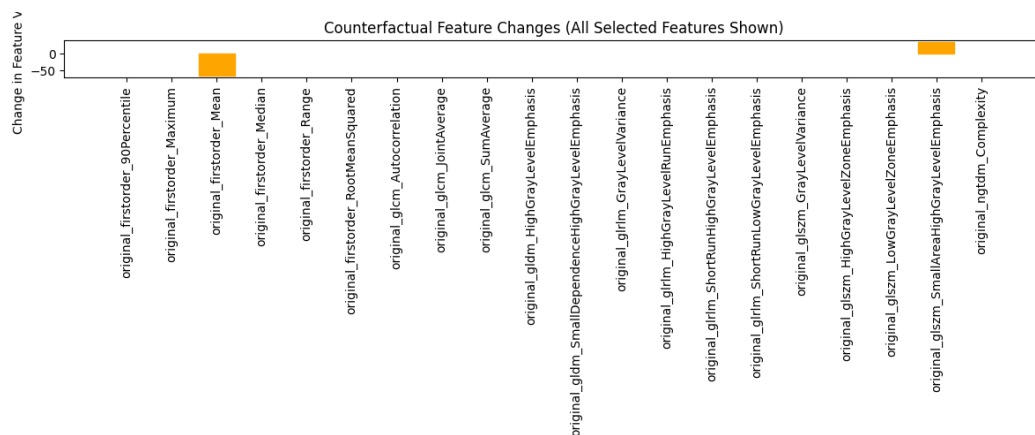 Counterfactual Feature Changes (All Selected Features Shown)
Change in Feature V
0
−50
original_firstorder_90Percentile
original_firstorder_Maximum
original_firstorder_Mean
original_firstorder_Median
original_firstorder_Range
original_firstorder_RootMeanSquared
original_glcm_Autocorrelation
original_glcm_JointAverage
original_glcm_SumAverage
original_gldm_HighGrayLevelEmphasis
original_gldm_SmallDependenceHighGrayLevelEmphasis
original_glrlm_GrayLevelVariance
original_glrlm_HighGrayLevelRunEmphasis
original_glrlm_ShortRunHighGrayLevelEmphasis
original_glrlm_ShortRunLowGrayLevelEmphasis
original_glszm_GrayLevelVariance
original_glszm_HighGrayLevelZoneEmphasis
original_glszm_LowGrayLevelZoneEmphasis
original_glszm_SmallAreaHighGrayLevelEmphasis
original_ngtdm_Complexity